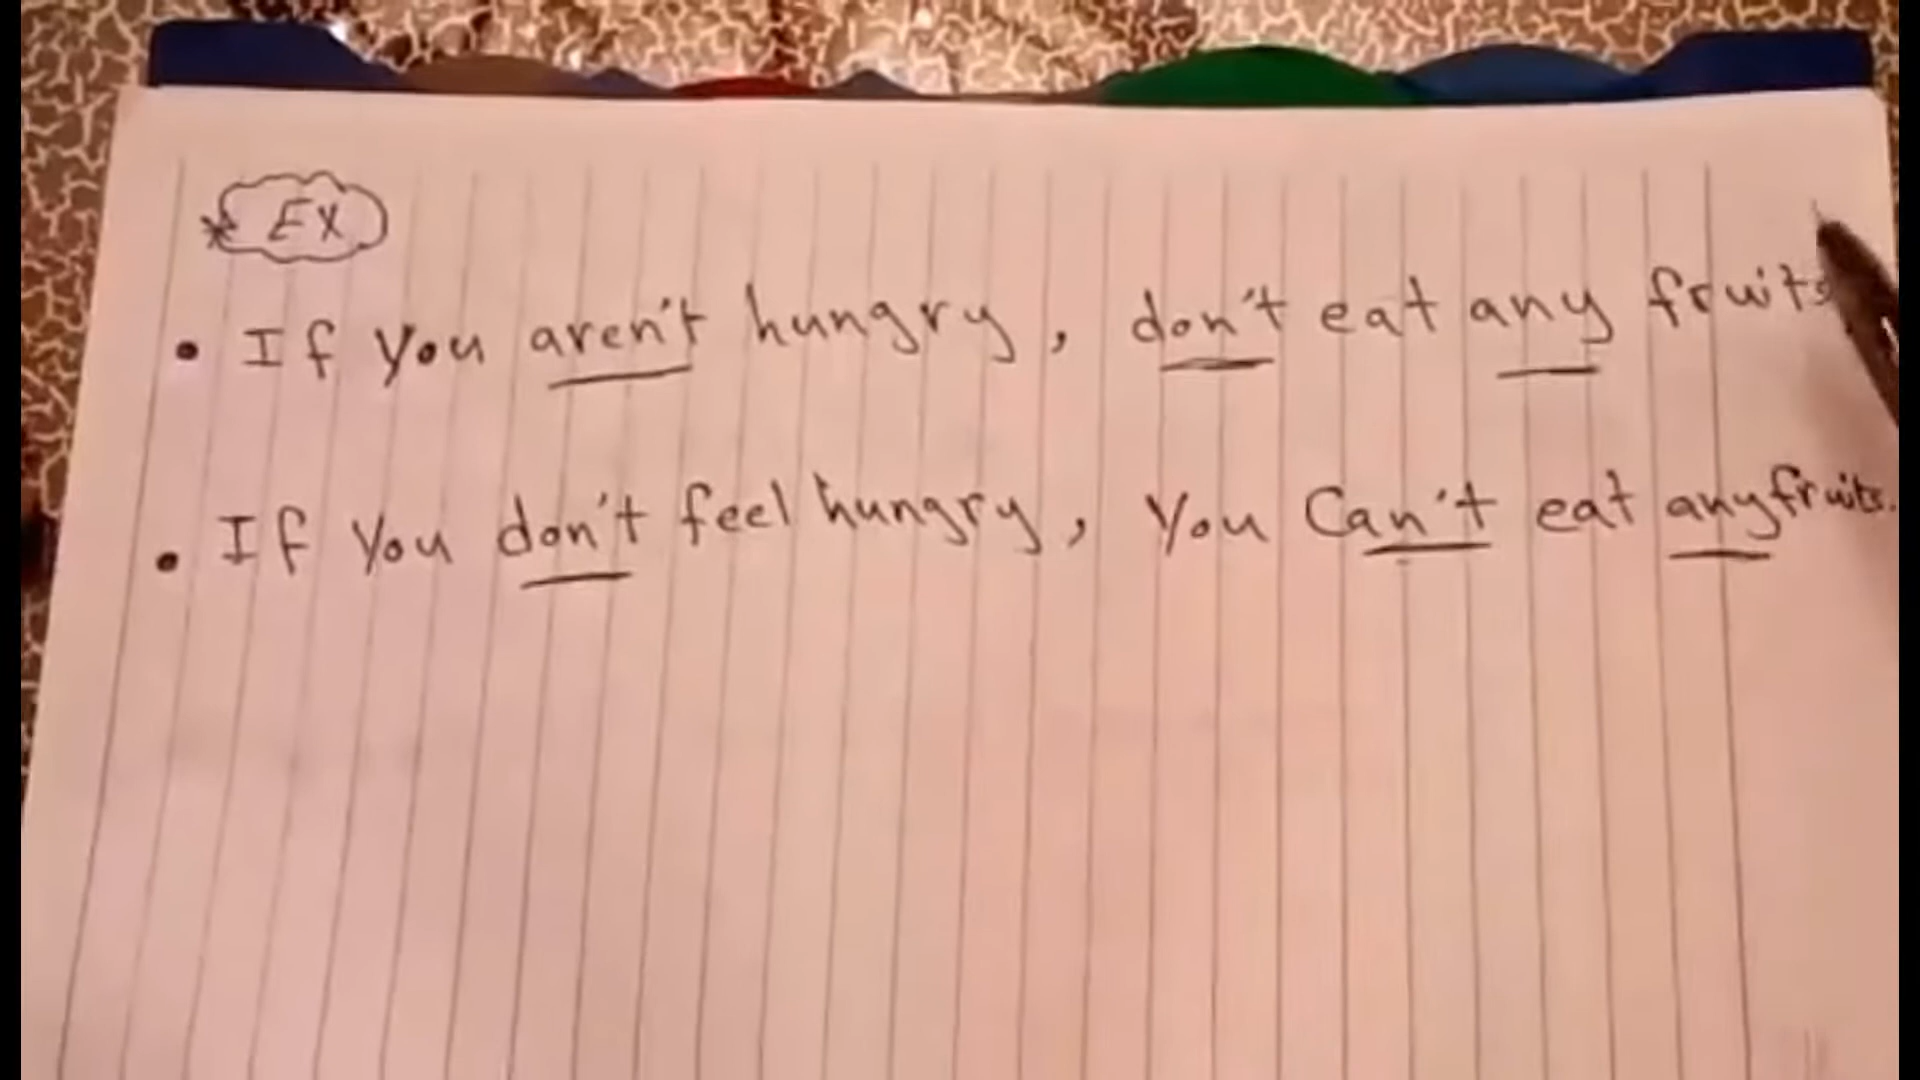 * EX
• If you aren't hungry, don't eat any fruits
• If you don't feel hungry, you can't eat any fruits.